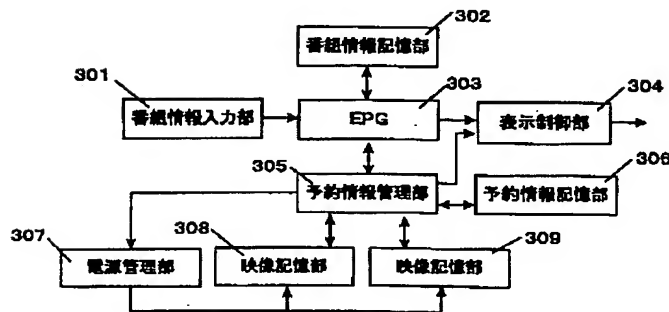 302
番組情報記憶部
301
303
304
番組情報入力部
EPG
表示制御部
305
306
予約情報管理部
予約情報記憶部
307
308
309
電源管理部
映像記憶部
映像記憶部